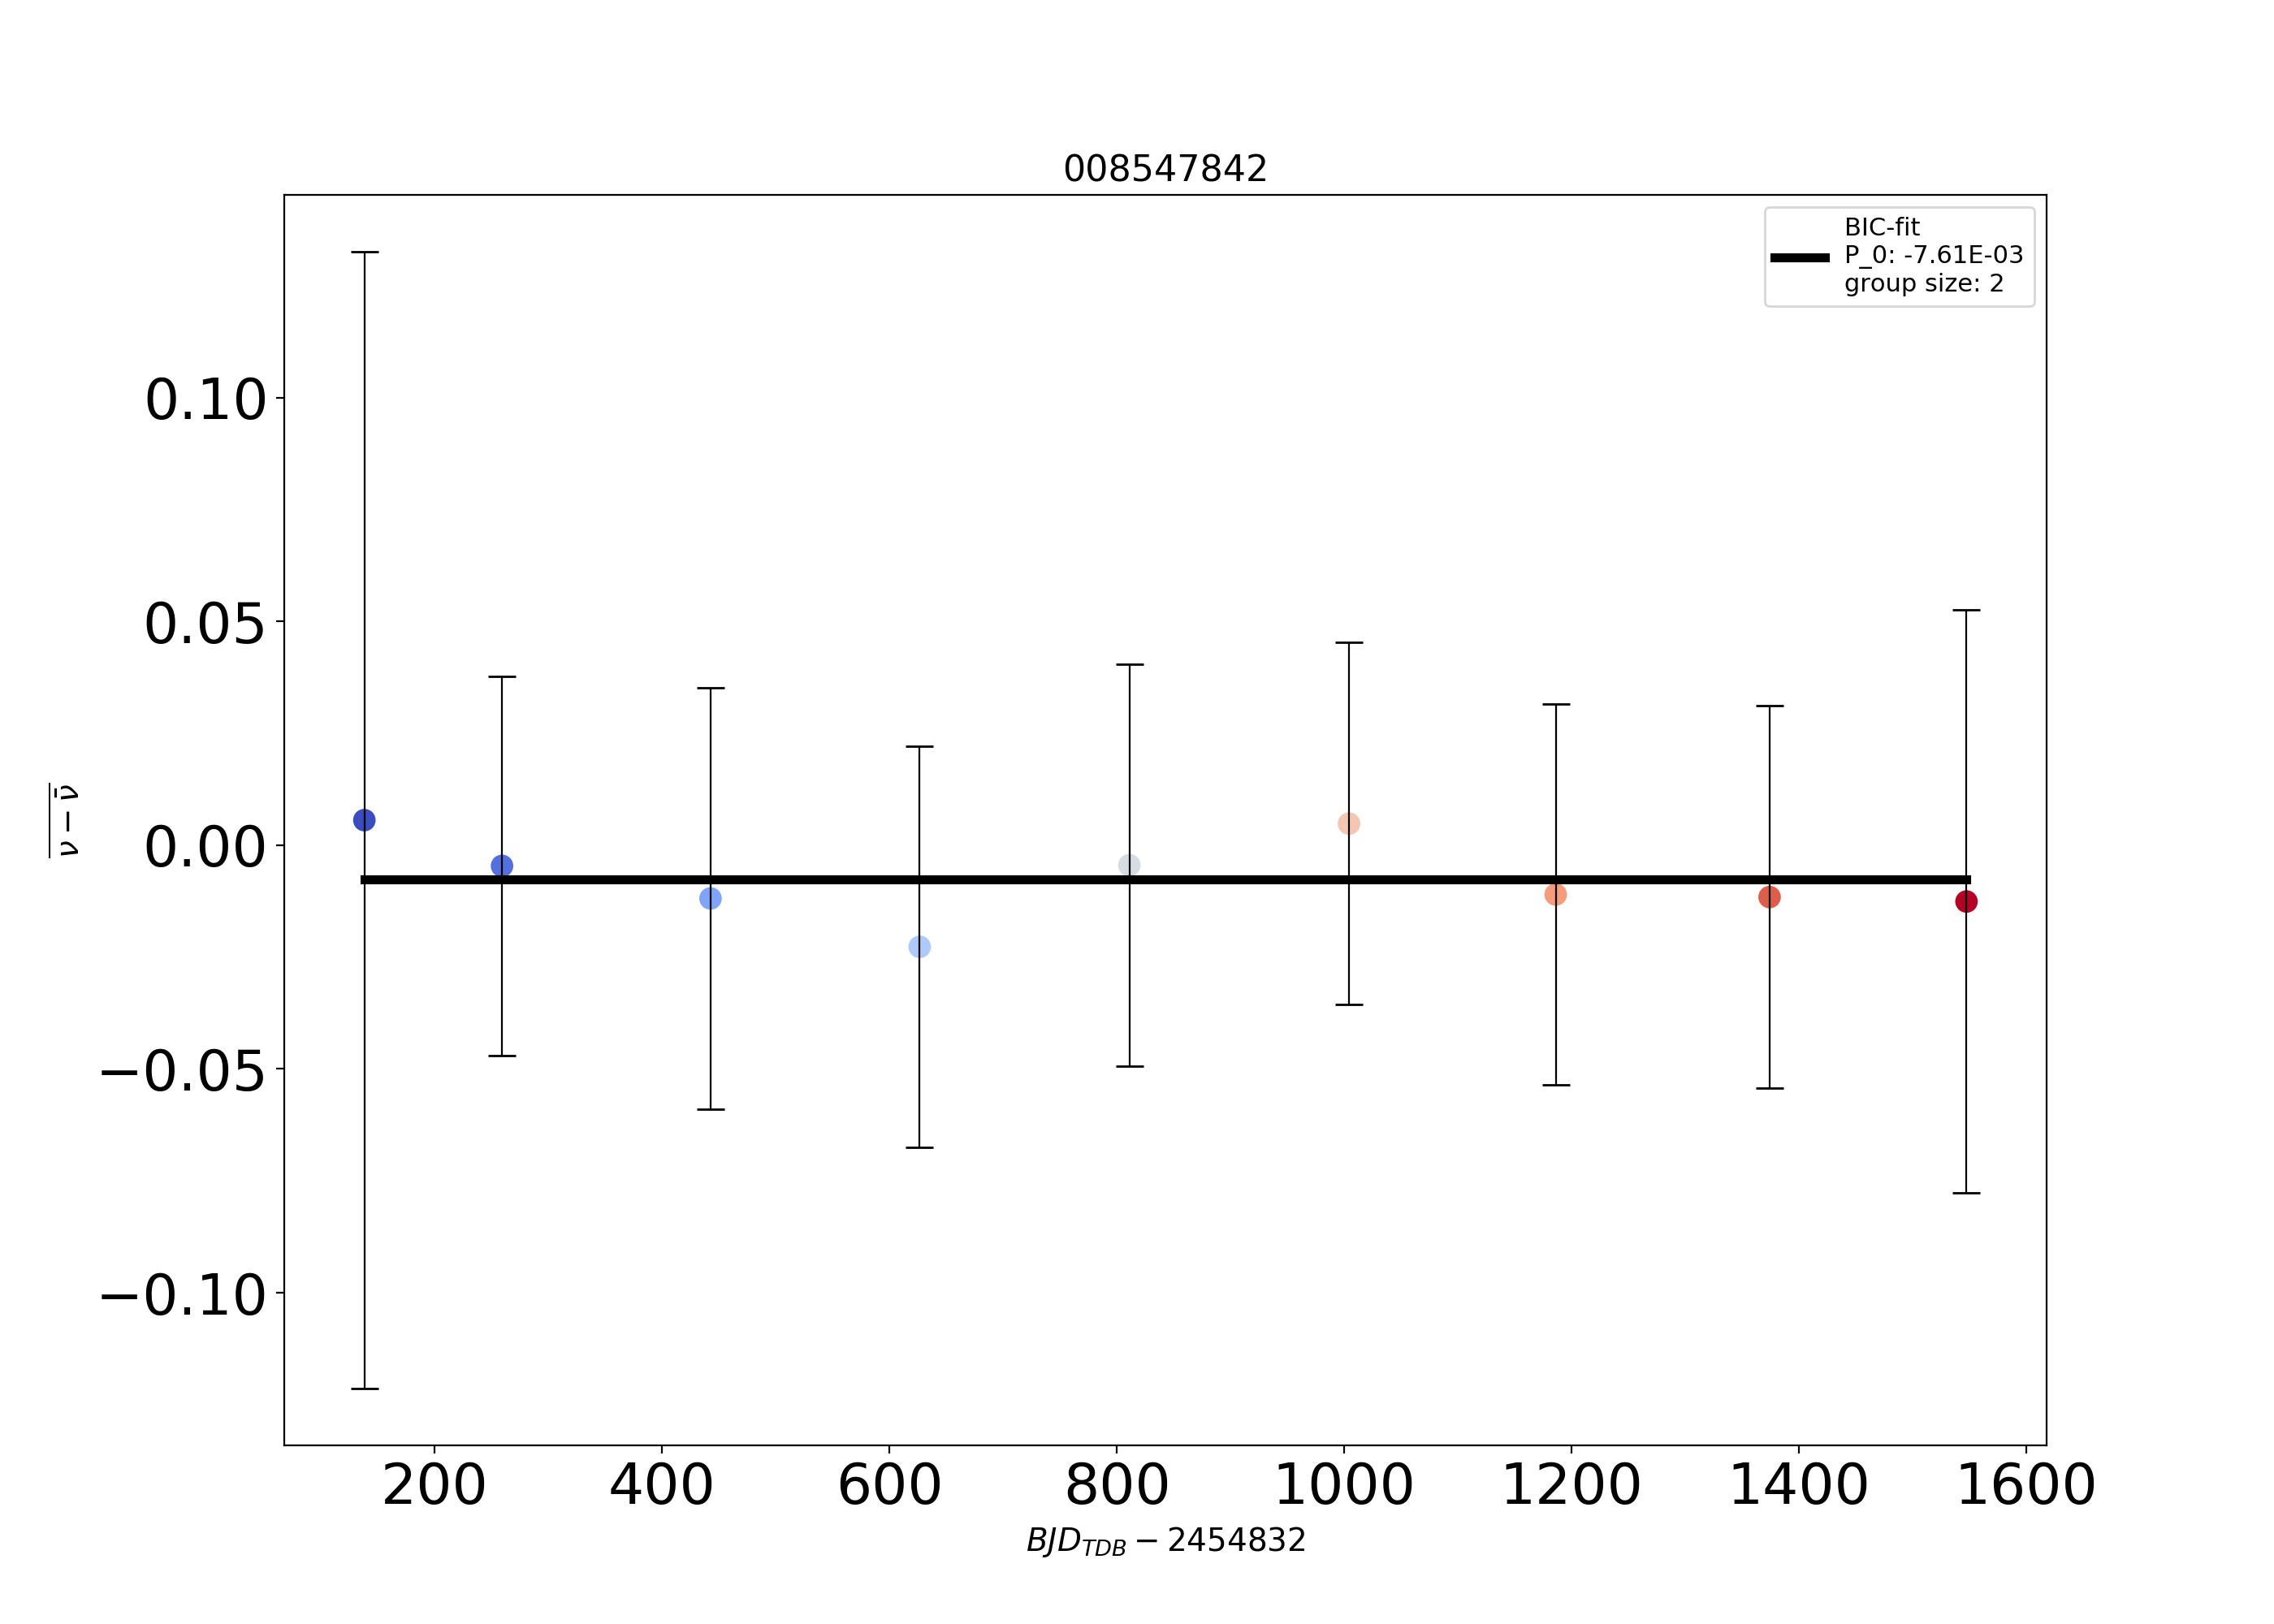 008547842
BIC-fit
P_0: -7.61E-03
group size: 2
0.10
0.05
0.00
−0.05
−0.10
ν − ν̄
200 400 600 800 1000 1200 1400 1600
BJD_TDB − 2454832